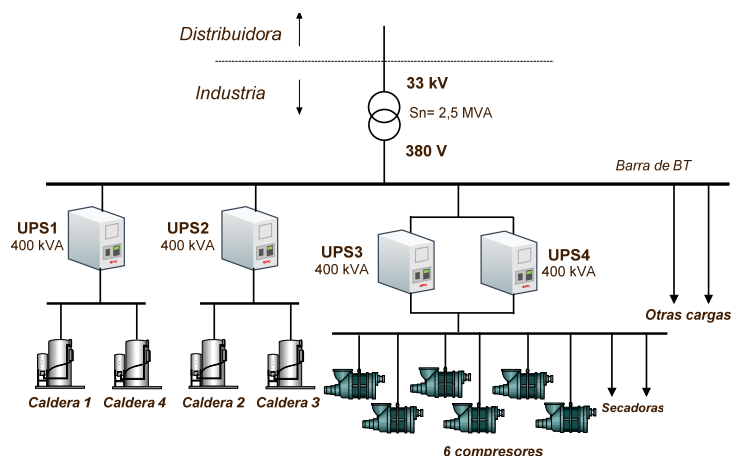 Distribuidora
Industria
33 kV
Sn= 2,5 MVA
380 V
Barra de BT
UPS1
400 kVA
UPS2
400 kVA
UPS3
400 kVA
UPS4
400 kVA
Otras cargas
Caldera 1
Caldera 4
Caldera 2
Caldera 3
Secadoras
6 compresores